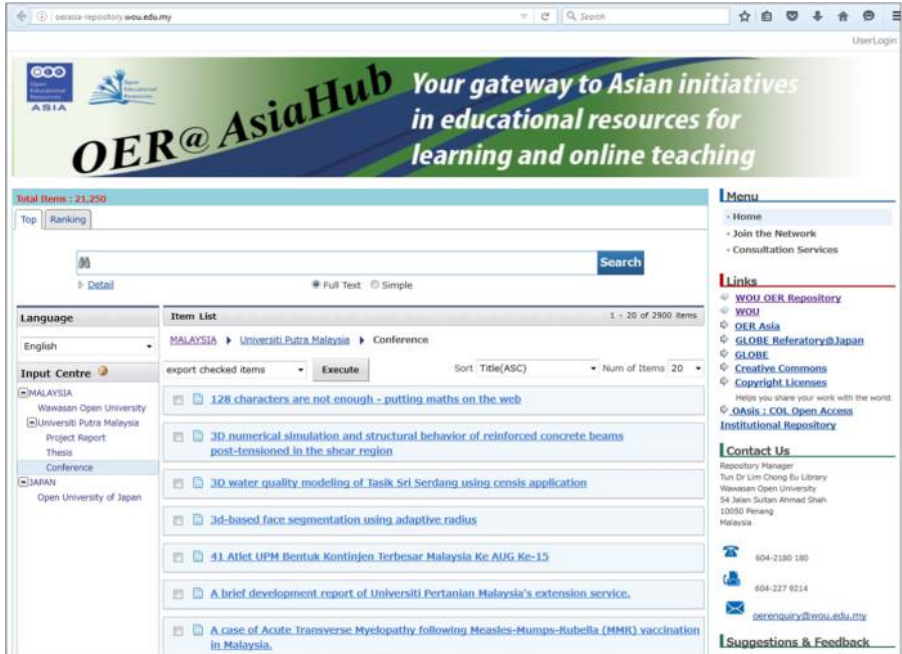 oerasia-repository.wou.edu.my
Search
UserLogin
Open
Educational
Resources
ASIA
Open
Educational
Resources
OER@AsiaHub
Your gateway to Asian initiatives
in educational resources for
learning and online teaching
Total Items : 21,250
Top Ranking
Search
Detail
Full Text Simple
Language
English
Input Centre
MALAYSIA
Wawasan Open University
Universiti Putra Malaysia
Project Report
Thesis
Conference
JAPAN
Open University of Japan
Item List 1 - 20 of 2900 items
MALAYSIA Universiti Putra Malaysia Conference
export checked items Execute Sort Title(ASC) Num of Items 20
128 characters are not enough - putting maths on the web
3D numerical simulation and structural behavior of reinforced concrete beams
post-tensioned in the shear region
3D water quality modeling of Tasik Sri Serdang using censis application
3d-based face segmentation using adaptive radius
41 Atlet UPM Bentuk Kontinjen Terbesar Malaysia Ke AUG Ke-15
A brief development report of Universiti Pertanian Malaysia's extension service.
A case of Acute Transverse Myelopathy following Measles-Mumps-Rubella (MMR) vaccination
in Malaysia.
Menu
Home
Join the Network
Consultation Services
Links
WOU OER Repository
WOU
OER Asia
GLOBE Referatory@Japan
GLOBE
Creative Commons
Copyright Licenses
Helps you share your work with the world.
OAsis : COL Open Access
Institutional Repository
Contact Us
Repository Manager
Tun Dr Lim Chong Eu Library
Wawasan Open University
54 Jalan Sultan Ahmad Shah
10050 Penang
Malaysia
604-2180 180
604-227 9214
oerenquiry@wou.edu.my
Suggestions & Feedback